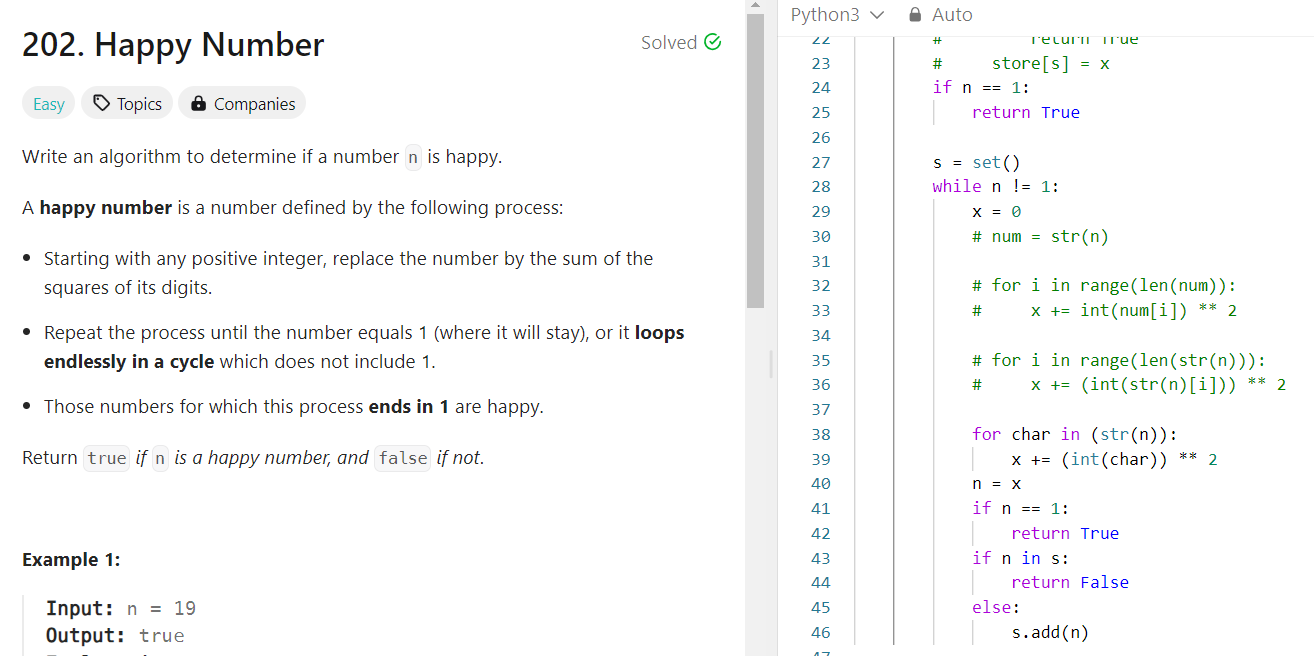 202. Happy Number
Solved
Easy
Topics
Companies
Write an algorithm to determine if a number n is happy.
A happy number is a number defined by the following process:
• Starting with any positive integer, replace the number by the sum of the
squares of its digits.
• Repeat the process until the number equals 1 (where it will stay), or it loops
endlessly in a cycle which does not include 1.
• Those numbers for which this process ends in 1 are happy.
Return true if n is a happy number, and false if not.
Example 1:
Input: n = 19
Output: true
Python3
Auto
22 # return True
23 # store[s] = x
24 if n == 1:
25 return True
26
27 s = set()
28 while n != 1:
29 x = 0
30 # num = str(n)
31
32 # for i in range(len(num)):
33 # x += int(num[i]) ** 2
34
35 # for i in range(len(str(n))):
36 # x += (int(str(n)[i])) ** 2
37
38 for char in (str(n)):
39 x += (int(char)) ** 2
40 n = x
41 if n == 1:
42 return True
43 if n in s:
44 return False
45 else:
46 s.add(n)
47